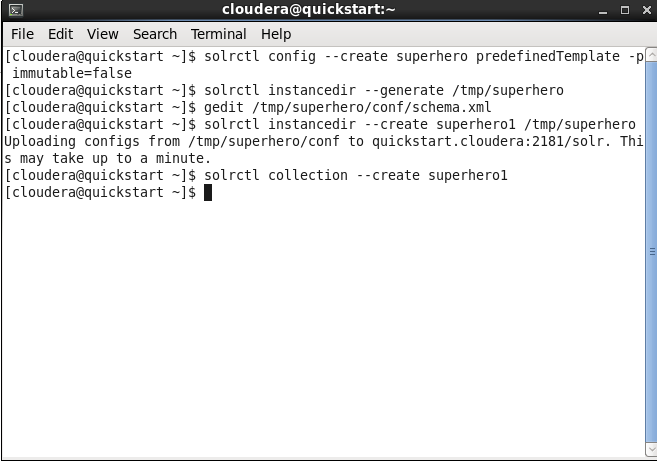 cloudera@quickstart:~
File Edit View Search Terminal Help
[cloudera@quickstart ~]$ solrctl config --create superhero predefinedTemplate -p
 immutable=false
[cloudera@quickstart ~]$ solrctl instancedir --generate /tmp/superhero
[cloudera@quickstart ~]$ gedit /tmp/superhero/conf/schema.xml
[cloudera@quickstart ~]$ solrctl instancedir --create superhero1 /tmp/superhero
Uploading configs from /tmp/superhero/conf to quickstart.cloudera:2181/solr. Thi
s may take up to a minute.
[cloudera@quickstart ~]$ solrctl collection --create superhero1
[cloudera@quickstart ~]$